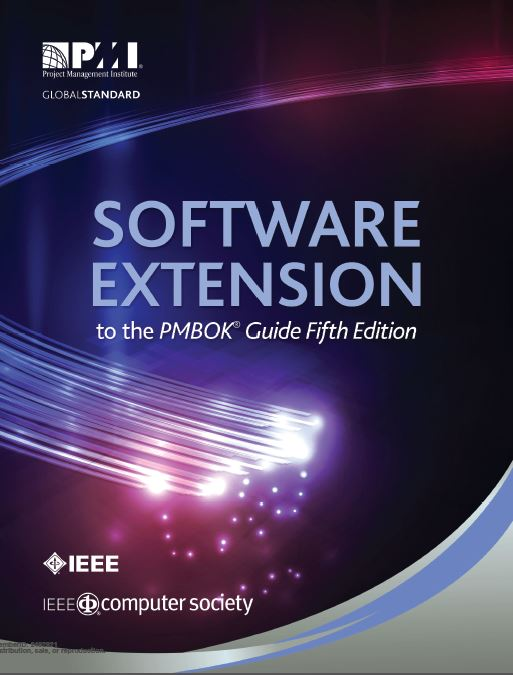 PMI®
Project Management Institute
GLOBALSTANDARD
SOFTWARE
EXTENSION
to the PMBOK® Guide Fifth Edition
IEEE
IEEE computer society